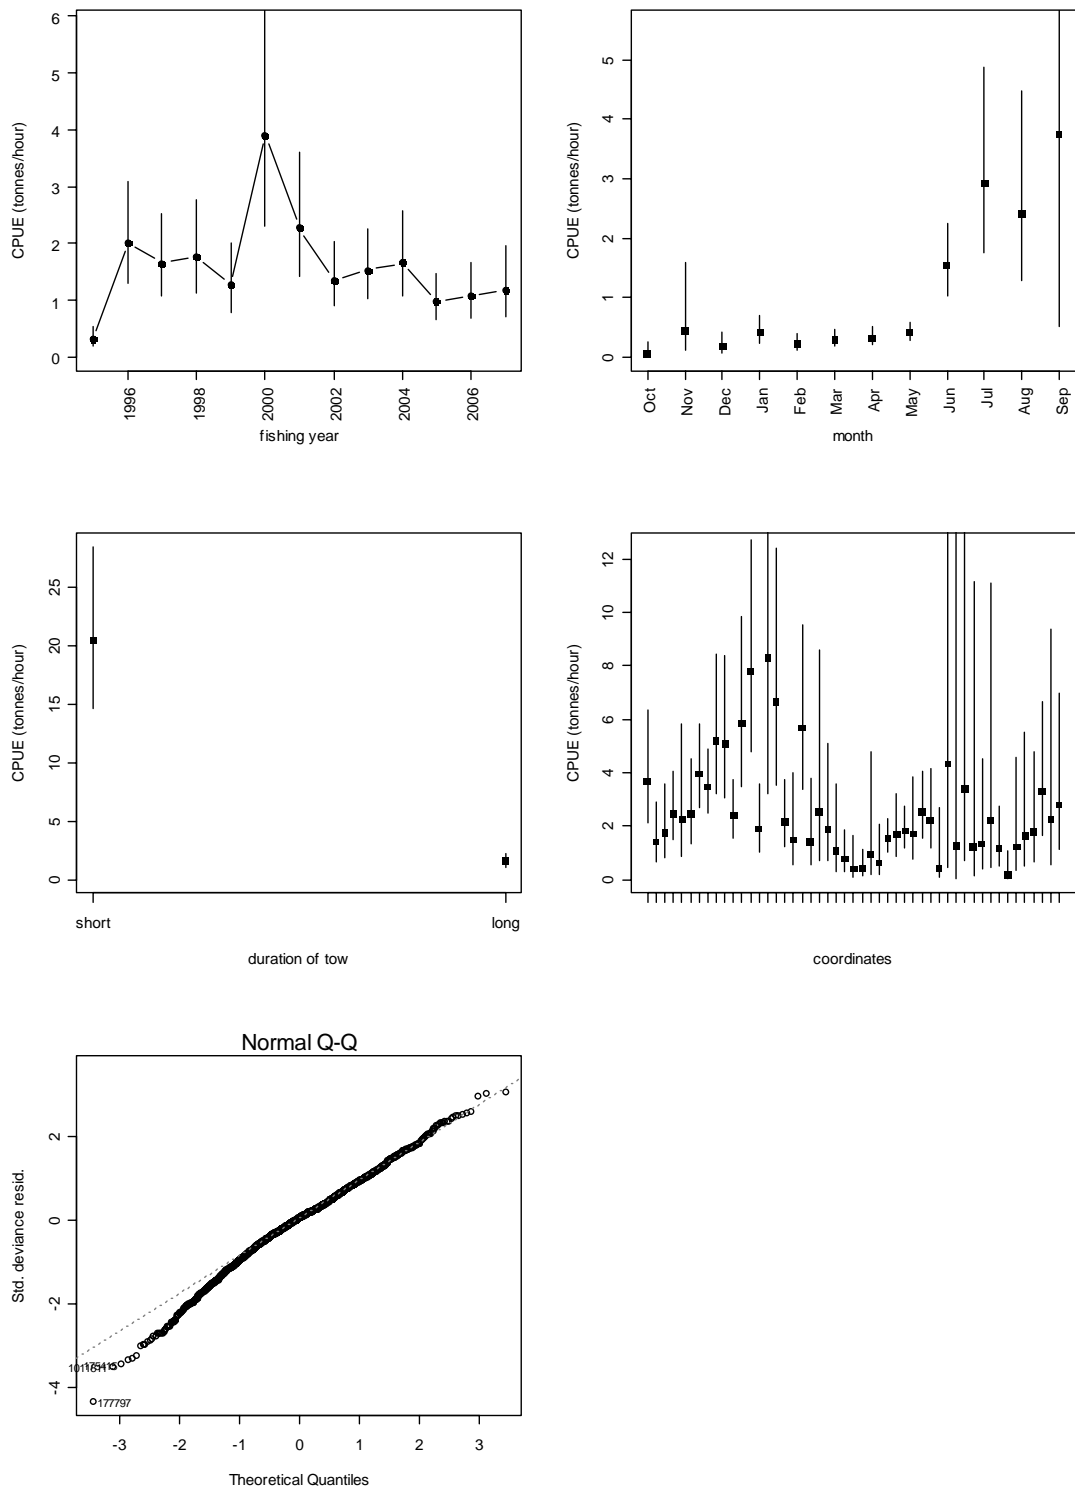 6
5
4
3
2
1
0
CPUE (tonnes/hour)
1996
1998
2000
2002
2004
2006
fishing year
5
4
3
2
1
0
CPUE (tonnes/hour)
Oct
Nov
Dec
Jan
Feb
Mar
Apr
May
Jun
Jul
Aug
Sep
month
25
20
15
10
5
0
CPUE (tonnes/hour)
short
long
duration of tow
12
10
8
6
4
2
0
CPUE (tonnes/hour)
coordinates
Normal Q-Q
2
0
-2
-4
Std. deviance resid.
177797
-3
-2
-1
0
1
2
3
Theoretical Quantiles